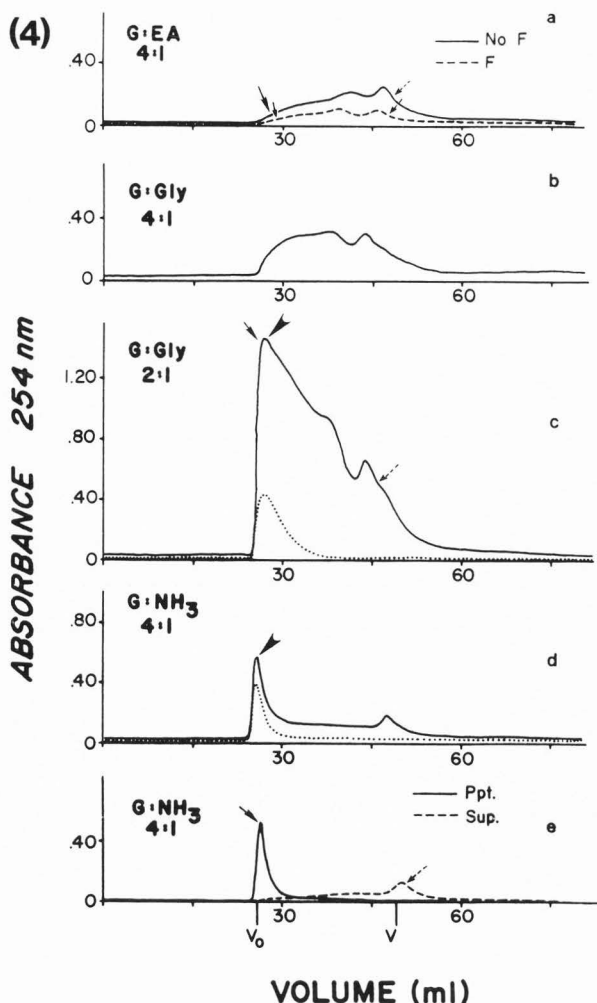 (4)
G:EA
4:1
a
No F
F
.40
0
30
60
G:Gly
4:1
b
.40
0
30
60
G:Gly
2:1
c
1.20
.80
.40
0
30
60
G:NH3
4:1
d
.80
.40
0
30
60
G:NH3
4:1
e
Ppt.
Sup.
.40
0
30
60
Vo
V
ABSORBANCE 254 nm
VOLUME (ml)